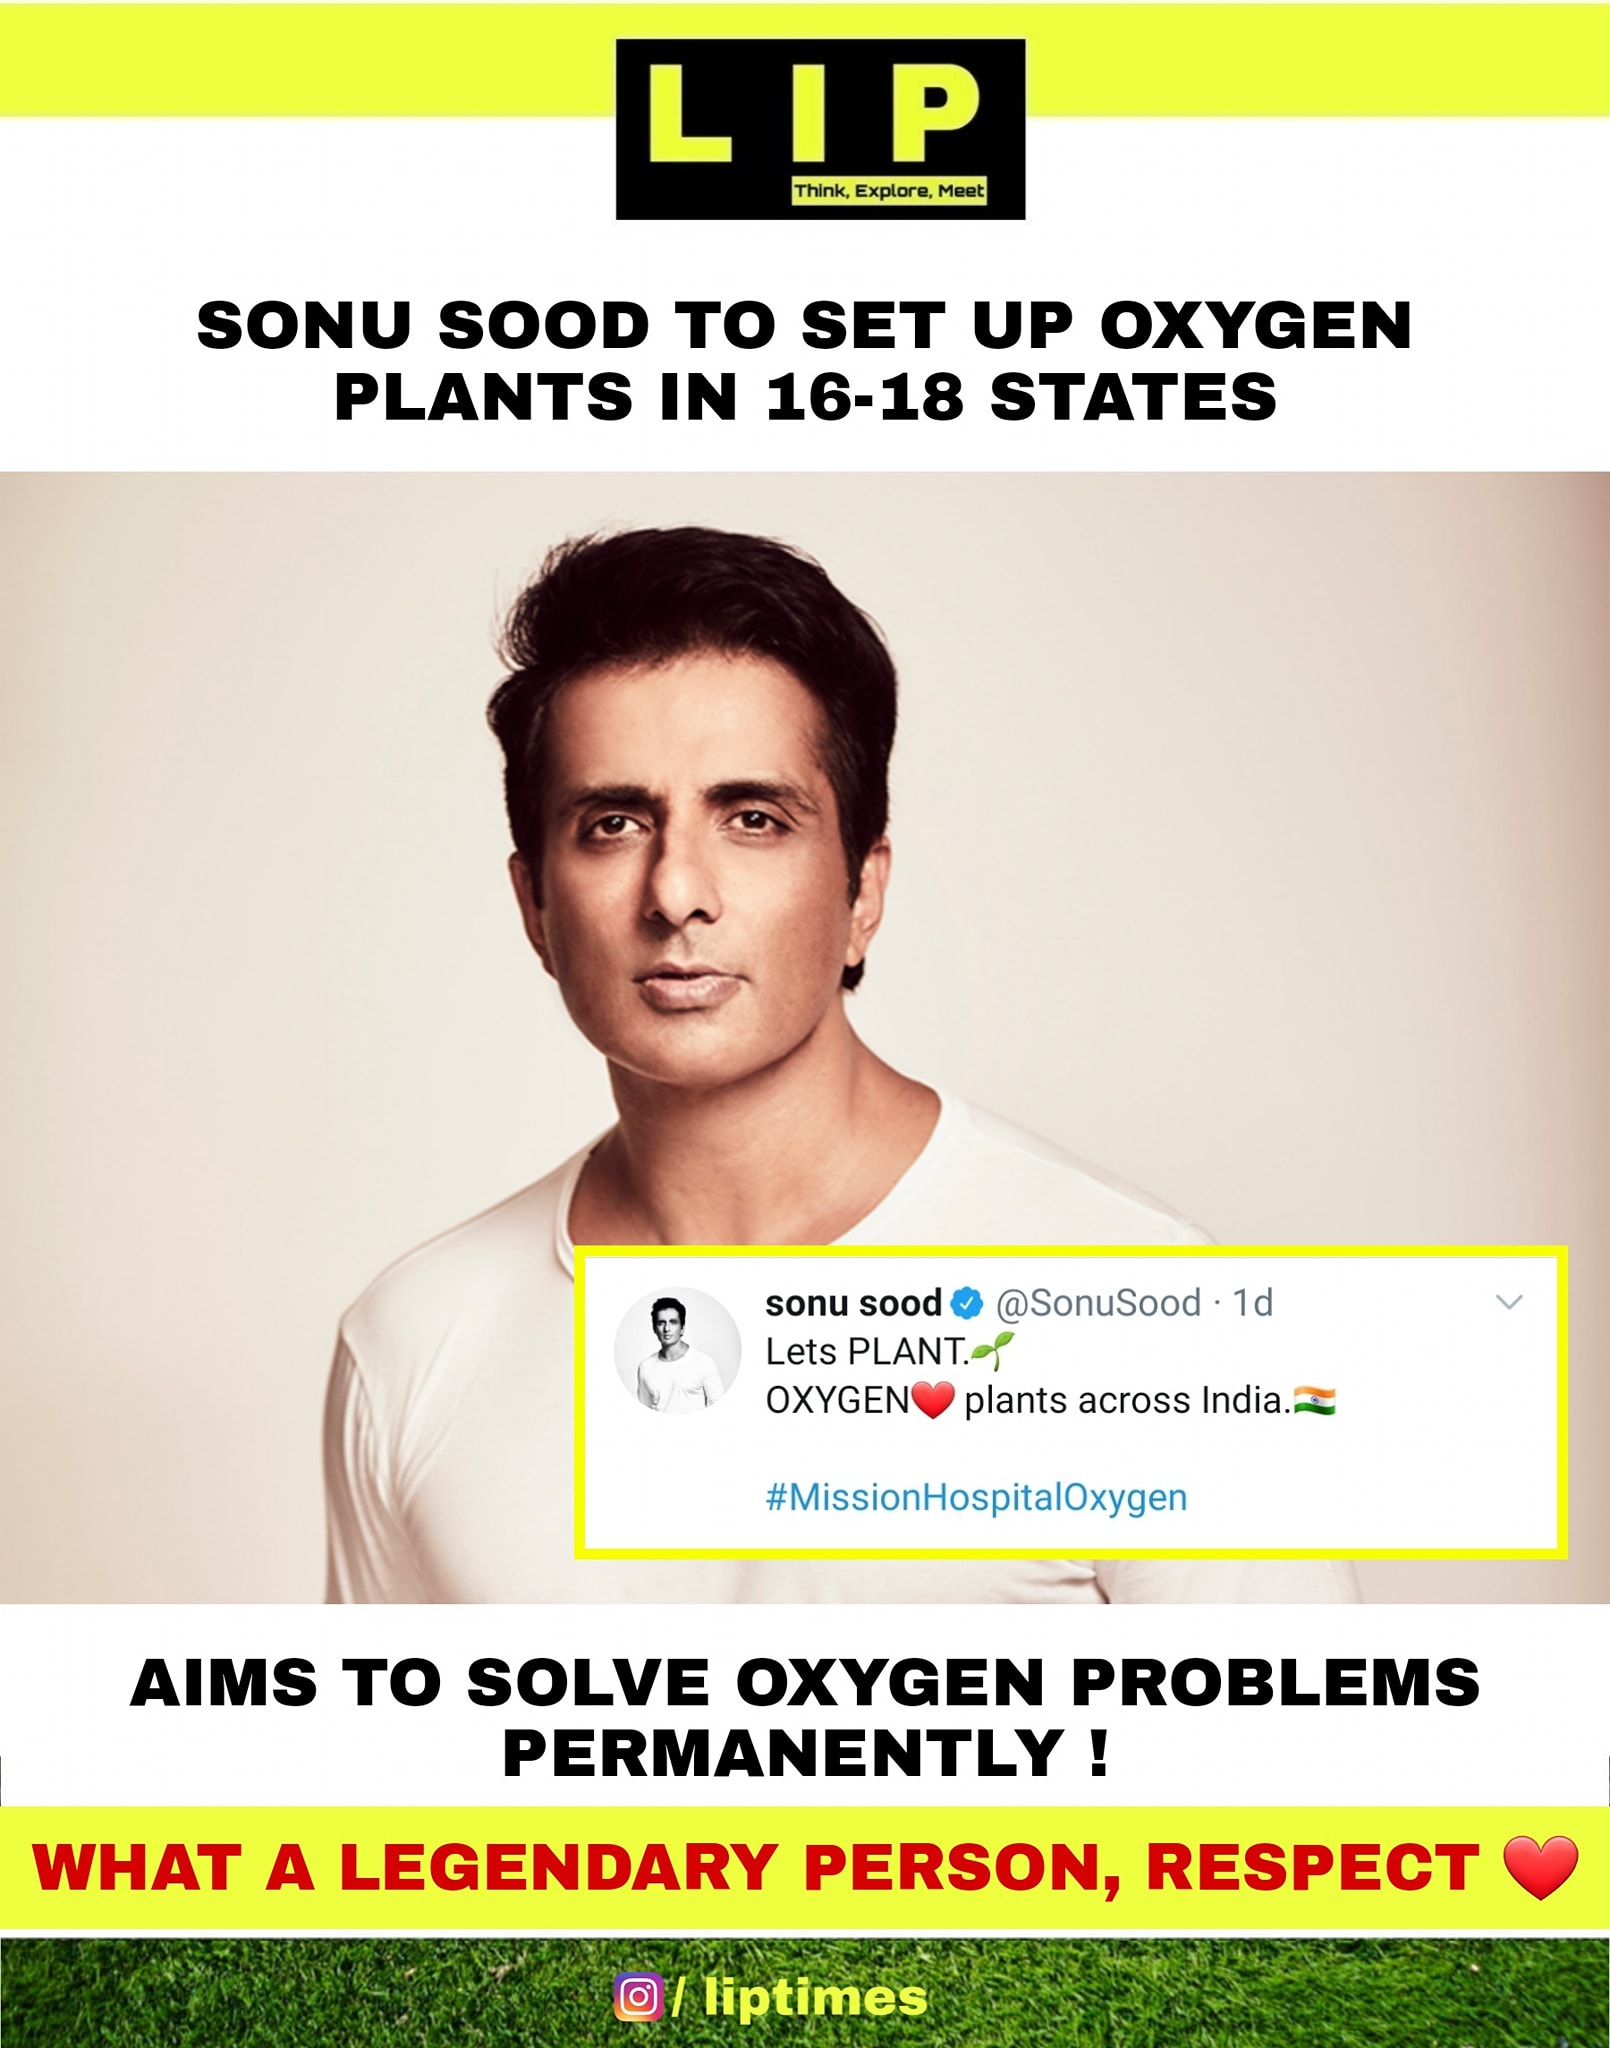 L I P
Think, Explore, Meet
SONU SOOD TO SET UP OXYGEN
PLANTS IN 16-18 STATES
sonu sood @SonuSood · 1d
Lets PLANT.🌱
OXYGEN❤️ plants across India.🇮🇳
#MissionHospitalOxygen
AIMS TO SOLVE OXYGEN PROBLEMS
PERMANENTLY !
WHAT A LEGENDARY PERSON, RESPECT ❤️
/ liptimes